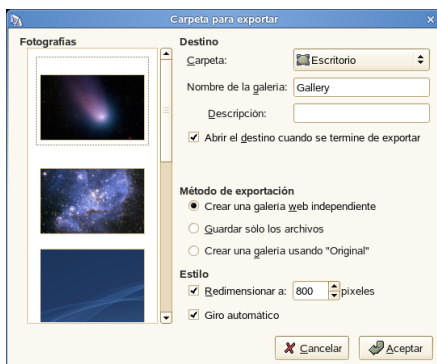 Carpeta para exportar
Fotografías
Destino
Carpeta: Escritorio
Nombre de la galería: Gallery
Descripción:
Abrir el destino cuando se termine de exportar
Método de exportación
Crear una galería web independiente
Guardar sólo los archivos
Crear una galería usando "Original"
Estilo
Redimensionar a: 800 píxeles
Giro automático
Cancelar Aceptar